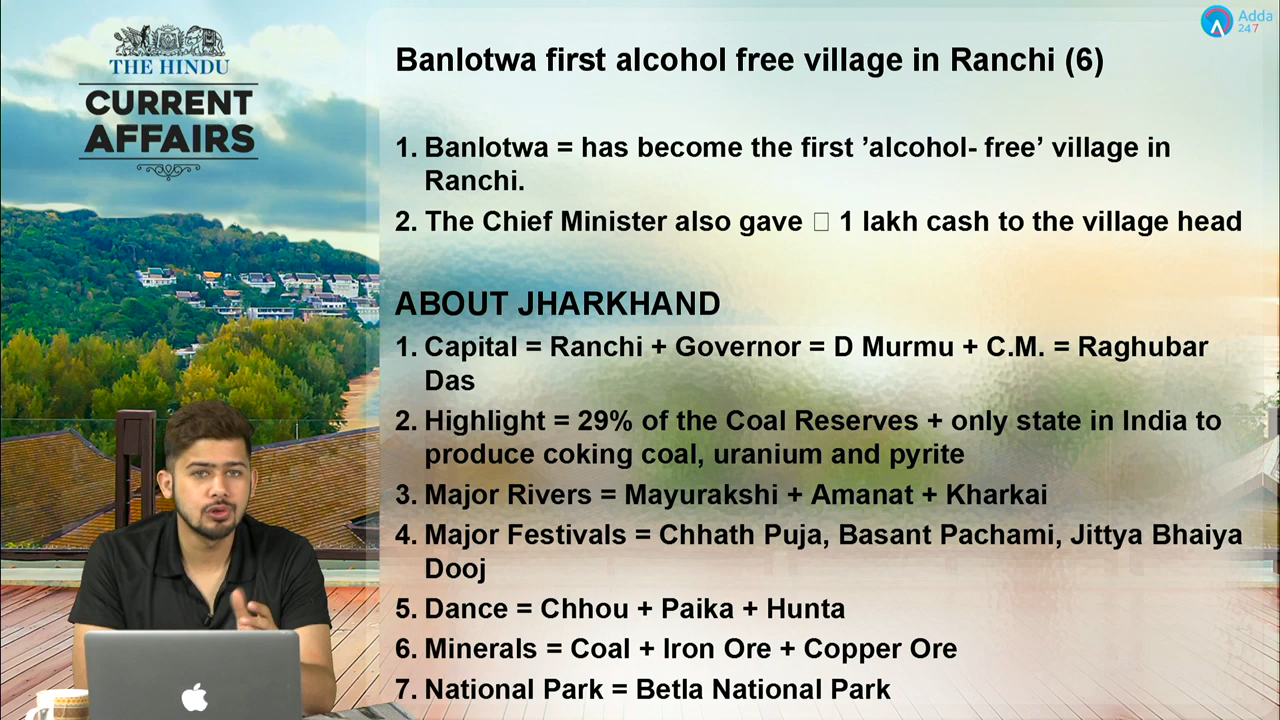 THE HINDU
CURRENT
AFFAIRS
Adda
247
Banlotwa first alcohol free village in Ranchi (6)
1. Banlotwa = has become the first ’alcohol- free’ village in
Ranchi.
2. The Chief Minister also gave □ 1 lakh cash to the village head
ABOUT JHARKHAND
1. Capital = Ranchi + Governor = D Murmu + C.M. = Raghubar
Das
2. Highlight = 29% of the Coal Reserves + only state in India to
produce coking coal, uranium and pyrite
3. Major Rivers = Mayurakshi + Amanat + Kharkai
4. Major Festivals = Chhath Puja, Basant Pachami, Jittya Bhaiya
Dooj
5. Dance = Chhou + Paika + Hunta
6. Minerals = Coal + Iron Ore + Copper Ore
7. National Park = Betla National Park